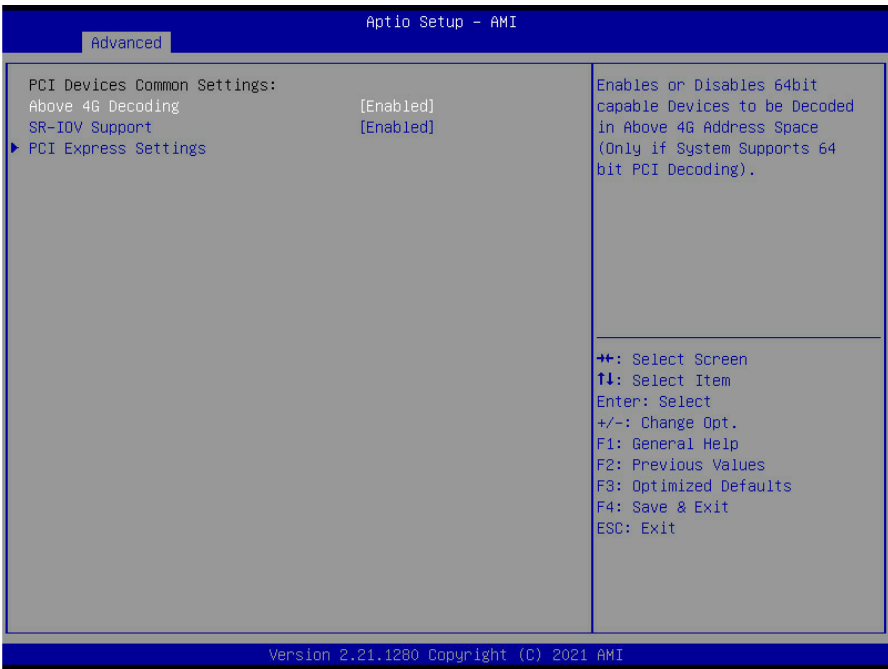 Aptio Setup - AMI
Advanced
PCI Devices Common Settings:
Above 4G Decoding [Enabled]
SR-IOV Support [Enabled]
PCI Express Settings
Enables or Disables 64bit
capable Devices to be Decoded
in Above 4G Address Space
(Only if System Supports 64
bit PCI Decoding).
→←: Select Screen
↑↓: Select Item
Enter: Select
+/-: Change Opt.
F1: General Help
F2: Previous Values
F3: Optimized Defaults
F4: Save & Exit
ESC: Exit
Version 2.21.1280 Copyright (C) 2021 AMI